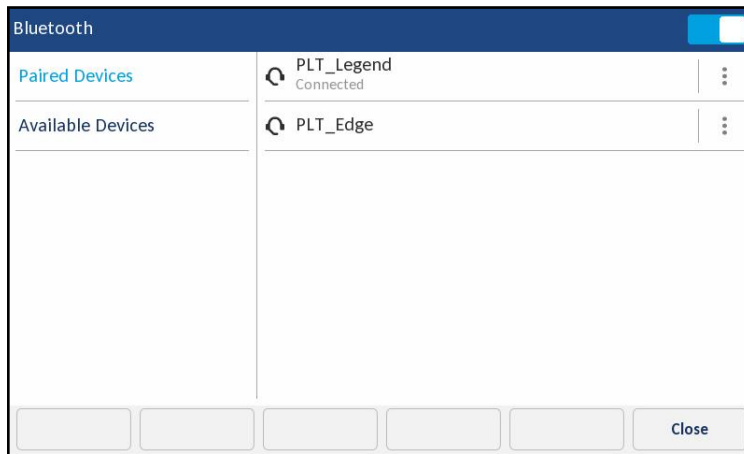 Bluetooth
Paired Devices
PLT_Legend
Connected
Available Devices
PLT_Edge
Close